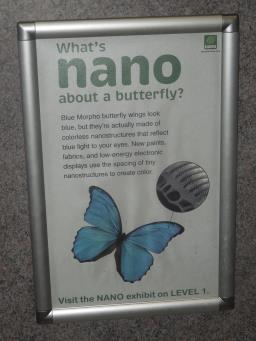 What's
nano
about a butterfly?
Blue Morpho butterfly wings look
blue, but they're actually made of
colorless nanostructures that reflect
blue light to your eyes. New paints,
fabrics, and low-energy electronic
displays use the spacing of tiny
nanostructures to create color.
Visit the NANO exhibit on LEVEL 1.